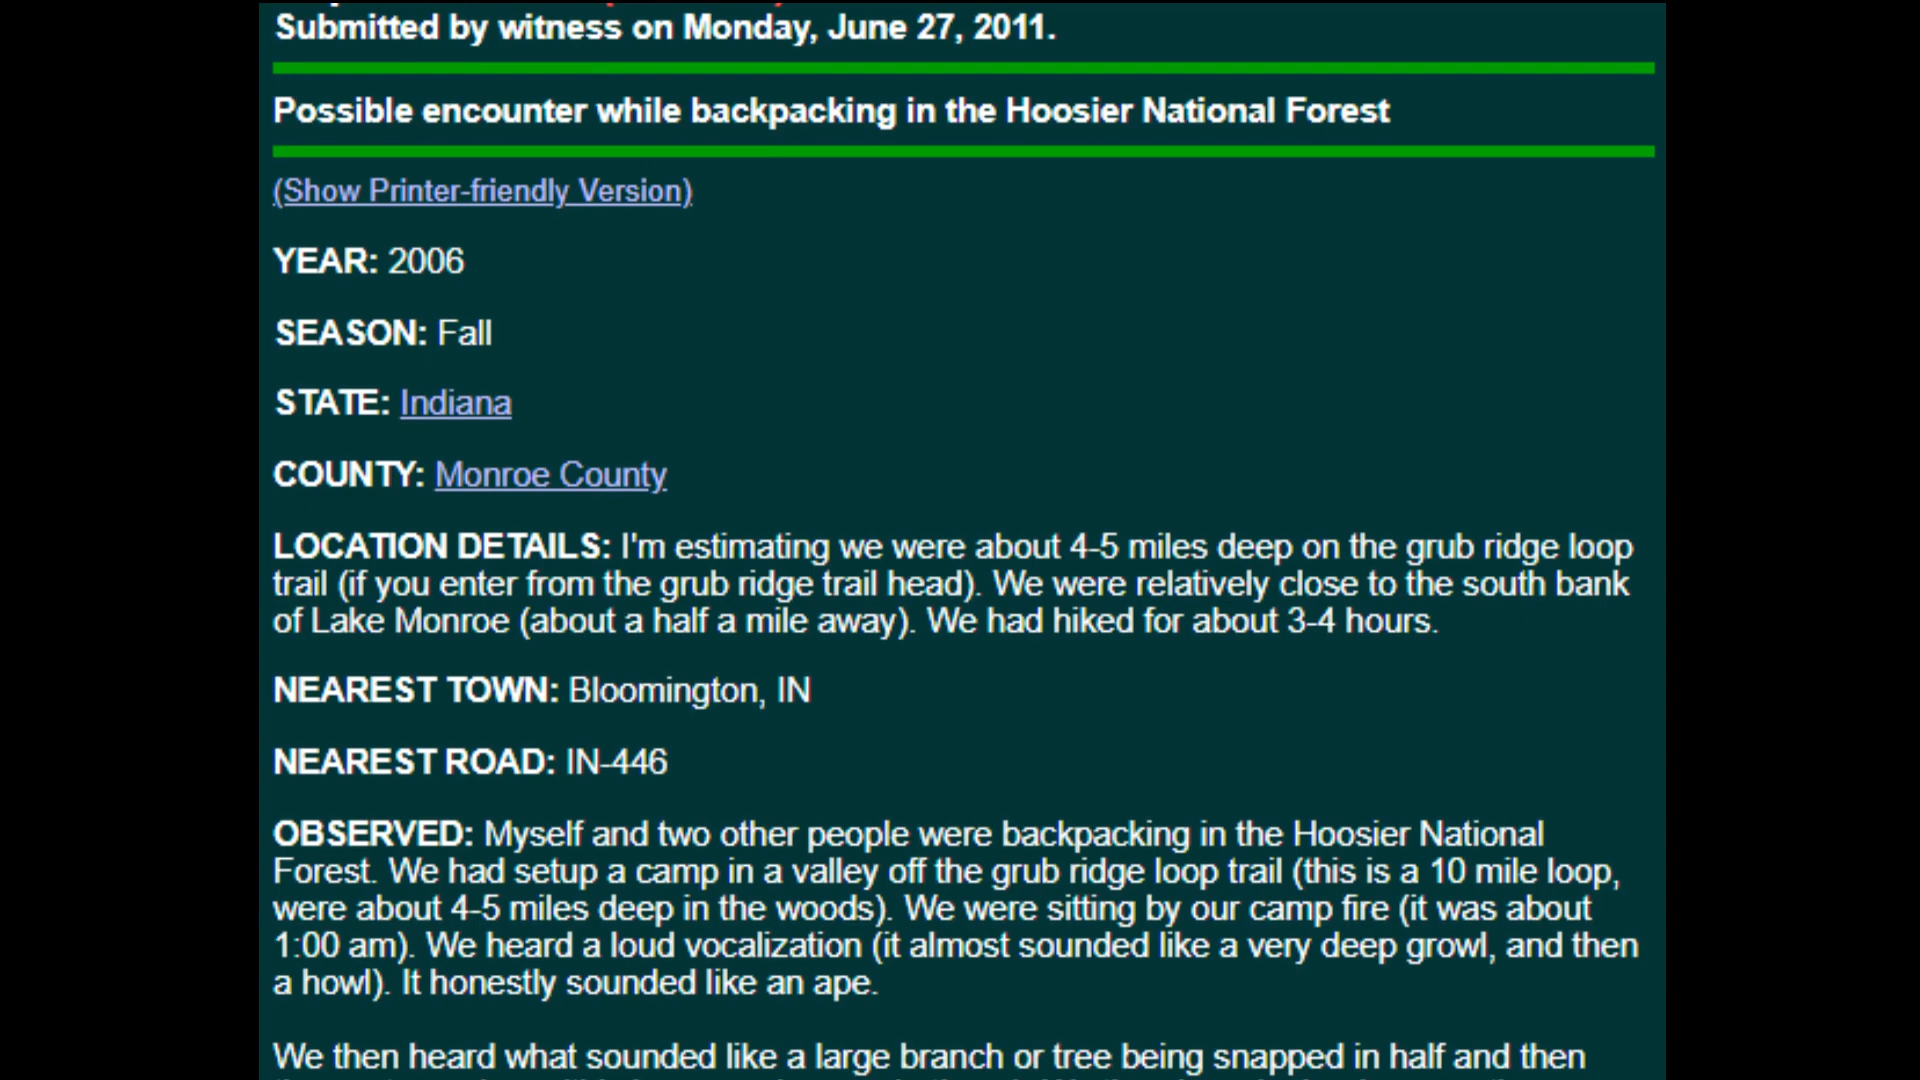 Submitted by witness on Monday, June 27, 2011.
Possible encounter while backpacking in the Hoosier National Forest
(Show Printer-friendly Version)
YEAR: 2006
SEASON: Fall
STATE: Indiana
COUNTY: Monroe County
LOCATION DETAILS: I'm estimating we were about 4-5 miles deep on the grub ridge loop
trail (if you enter from the grub ridge trail head). We were relatively close to the south bank
of Lake Monroe (about a half a mile away). We had hiked for about 3-4 hours.
NEAREST TOWN: Bloomington, IN
NEAREST ROAD: IN-446
OBSERVED: Myself and two other people were backpacking in the Hoosier National
Forest. We had setup a camp in a valley off the grub ridge loop trail (this is a 10 mile loop,
were about 4-5 miles deep in the woods). We were sitting by our camp fire (it was about
1:00 am). We heard a loud vocalization (it almost sounded like a very deep growl, and then
a howl). It honestly sounded like an ape.
We then heard what sounded like a large branch or tree being snapped in half and then